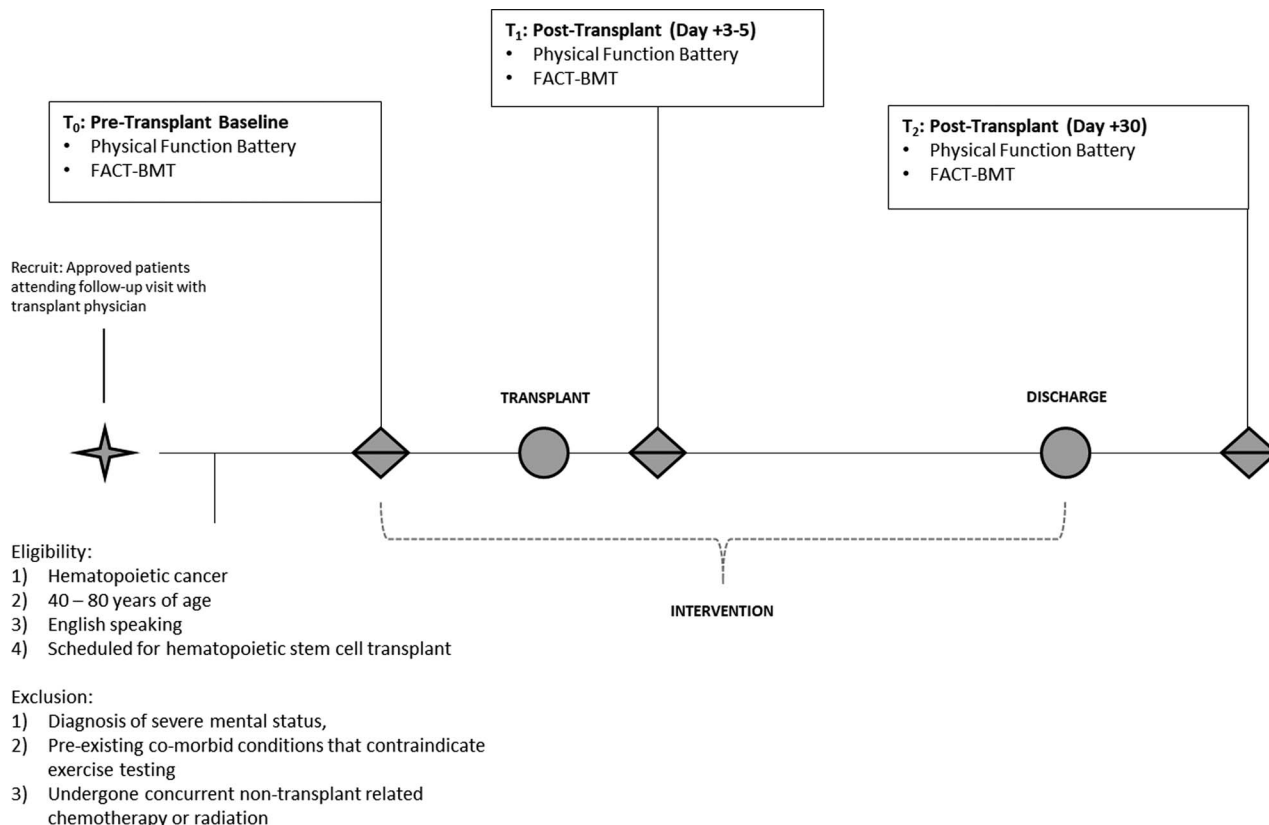 T₁: Post-Transplant (Day +3-5)
• Physical Function Battery
• FACT-BMT
T₀: Pre-Transplant Baseline
• Physical Function Battery
• FACT-BMT
T₂: Post-Transplant (Day +30)
• Physical Function Battery
• FACT-BMT
Recruit: Approved patients
attending follow-up visit with
transplant physician
TRANSPLANT
DISCHARGE
INTERVENTION
Eligibility:
1) Hematopoietic cancer
2) 40 – 80 years of age
3) English speaking
4) Scheduled for hematopoietic stem cell transplant
Exclusion:
1) Diagnosis of severe mental status,
2) Pre-existing co-morbid conditions that contraindicate
exercise testing
3) Undergone concurrent non-transplant related
chemotherapy or radiation